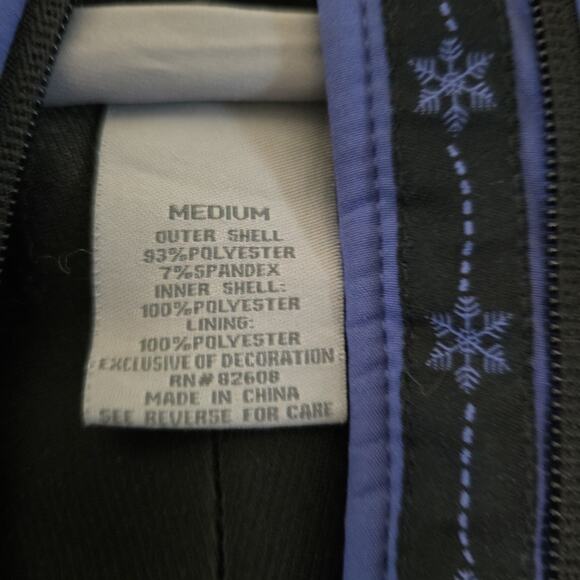 MEDIUM
OUTER SHELL
93%POLYESTER
7%SPANDEX
INNER SHELL:
100%POLYESTER
LINING:
100%POLYESTER
EXCLUSIVE OF DECORATION
RN# 82608
MADE IN CHINA
SEE REVERSE FOR CARE